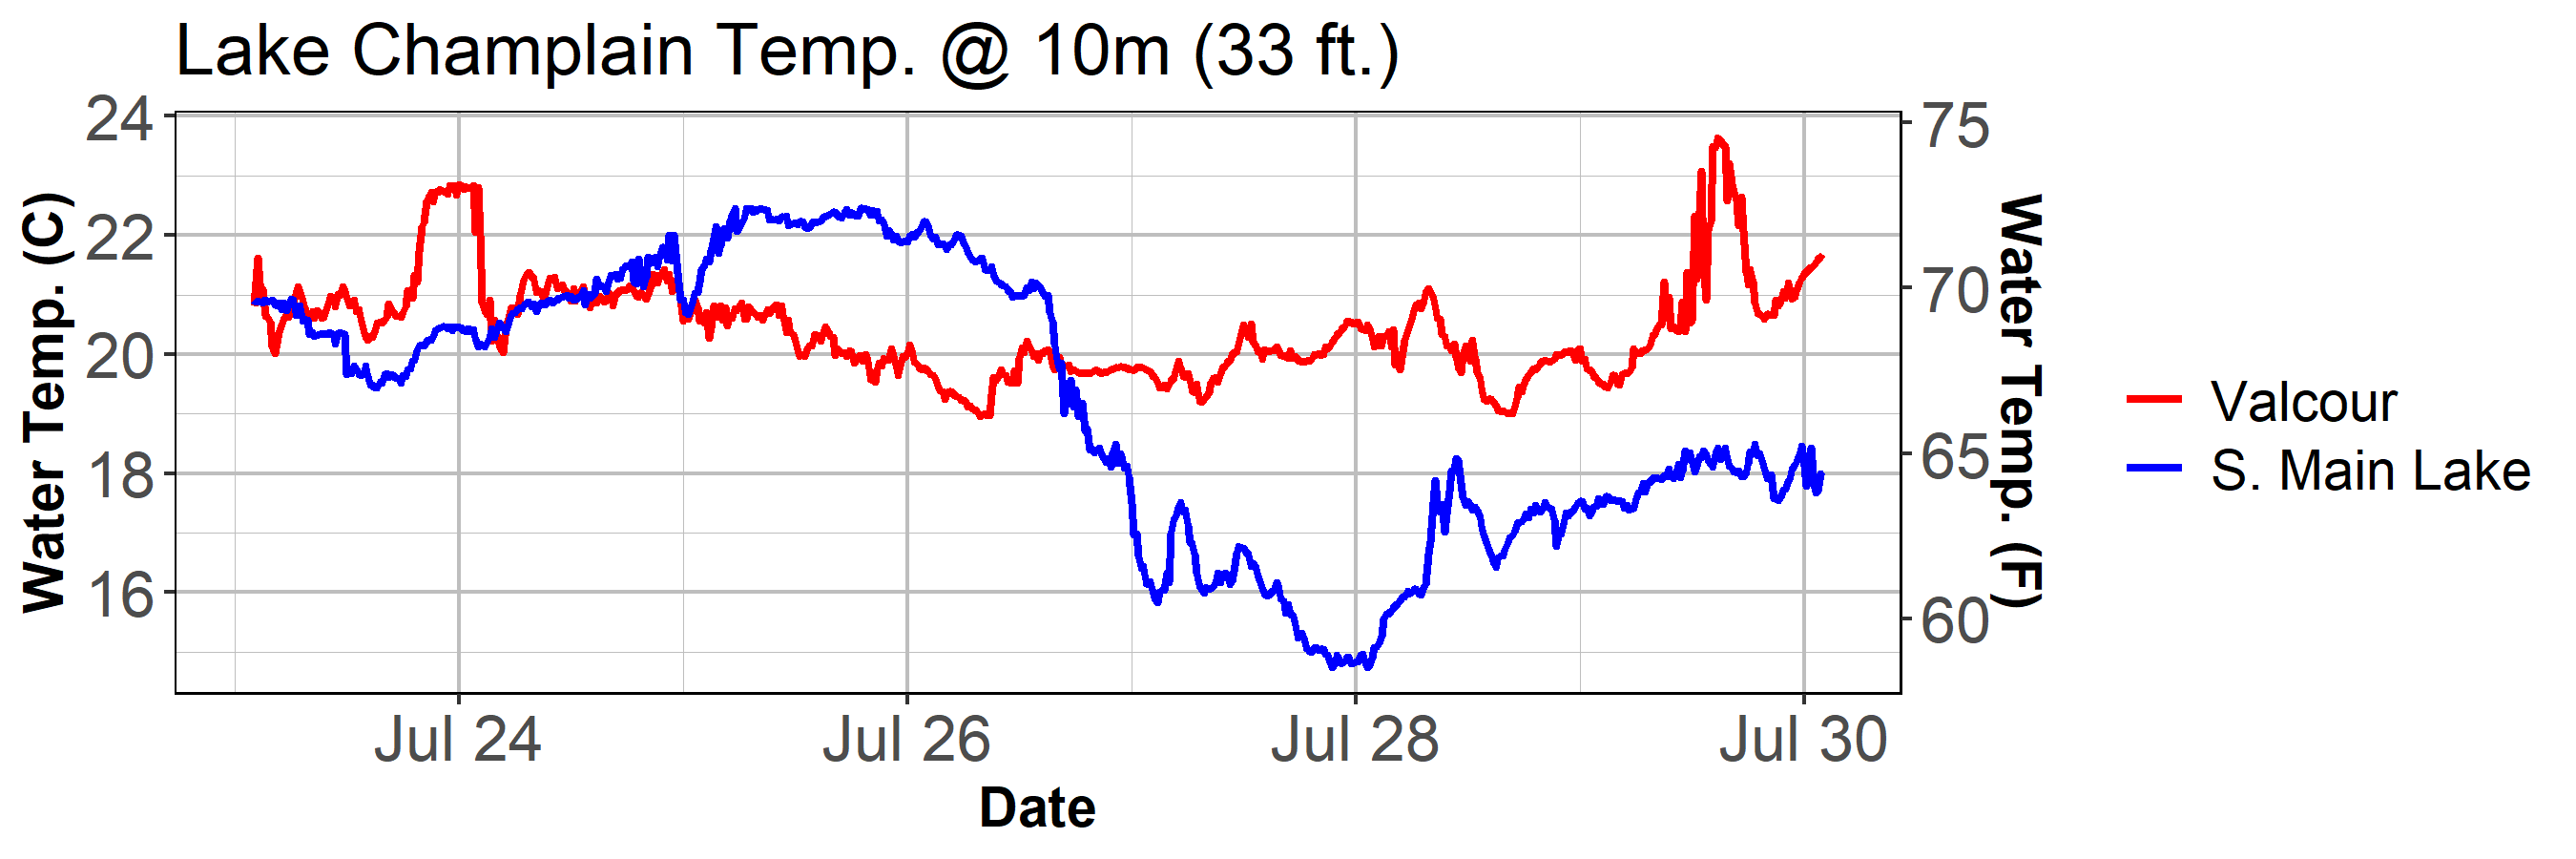 Lake Champlain Temp. @ 10m (33 ft.)
24
22
20
18
16
Water Temp. (C)
75
70
65
60
Water Temp. (F)
Jul 24
Jul 26
Jul 28
Jul 30
Date
Valcour
S. Main Lake